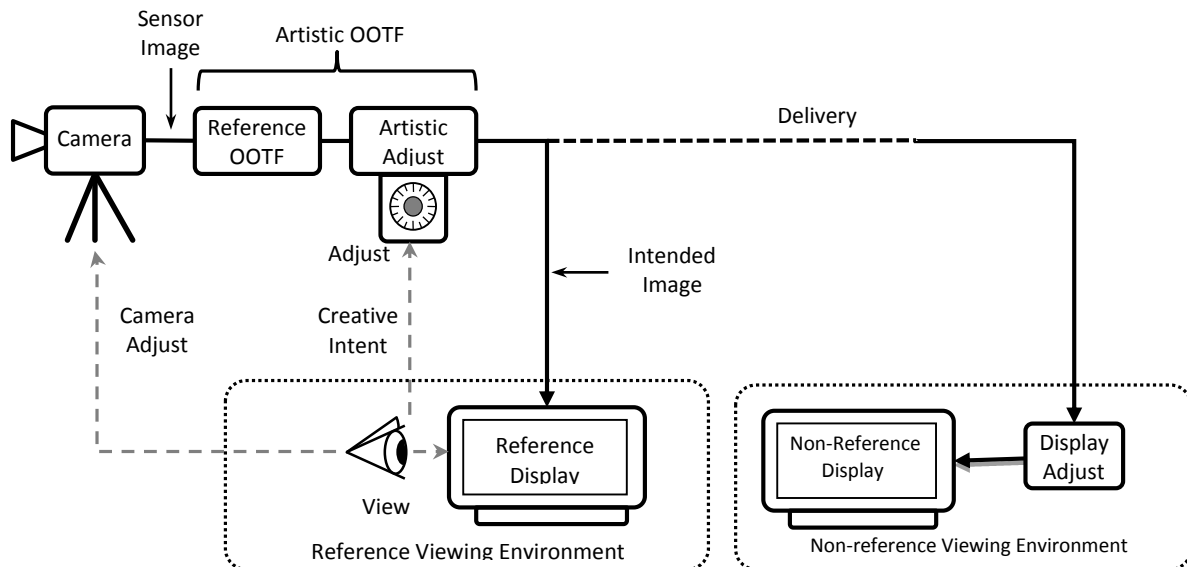 Sensor
Image
Artistic OOTF
Camera
Reference
OOTF
Artistic
Adjust
Delivery
Adjust
Intended
Image
Camera
Adjust
Creative
Intent
Reference
Display
View
Reference Viewing Environment
Non-Reference
Display
Display
Adjust
Non-reference Viewing Environment